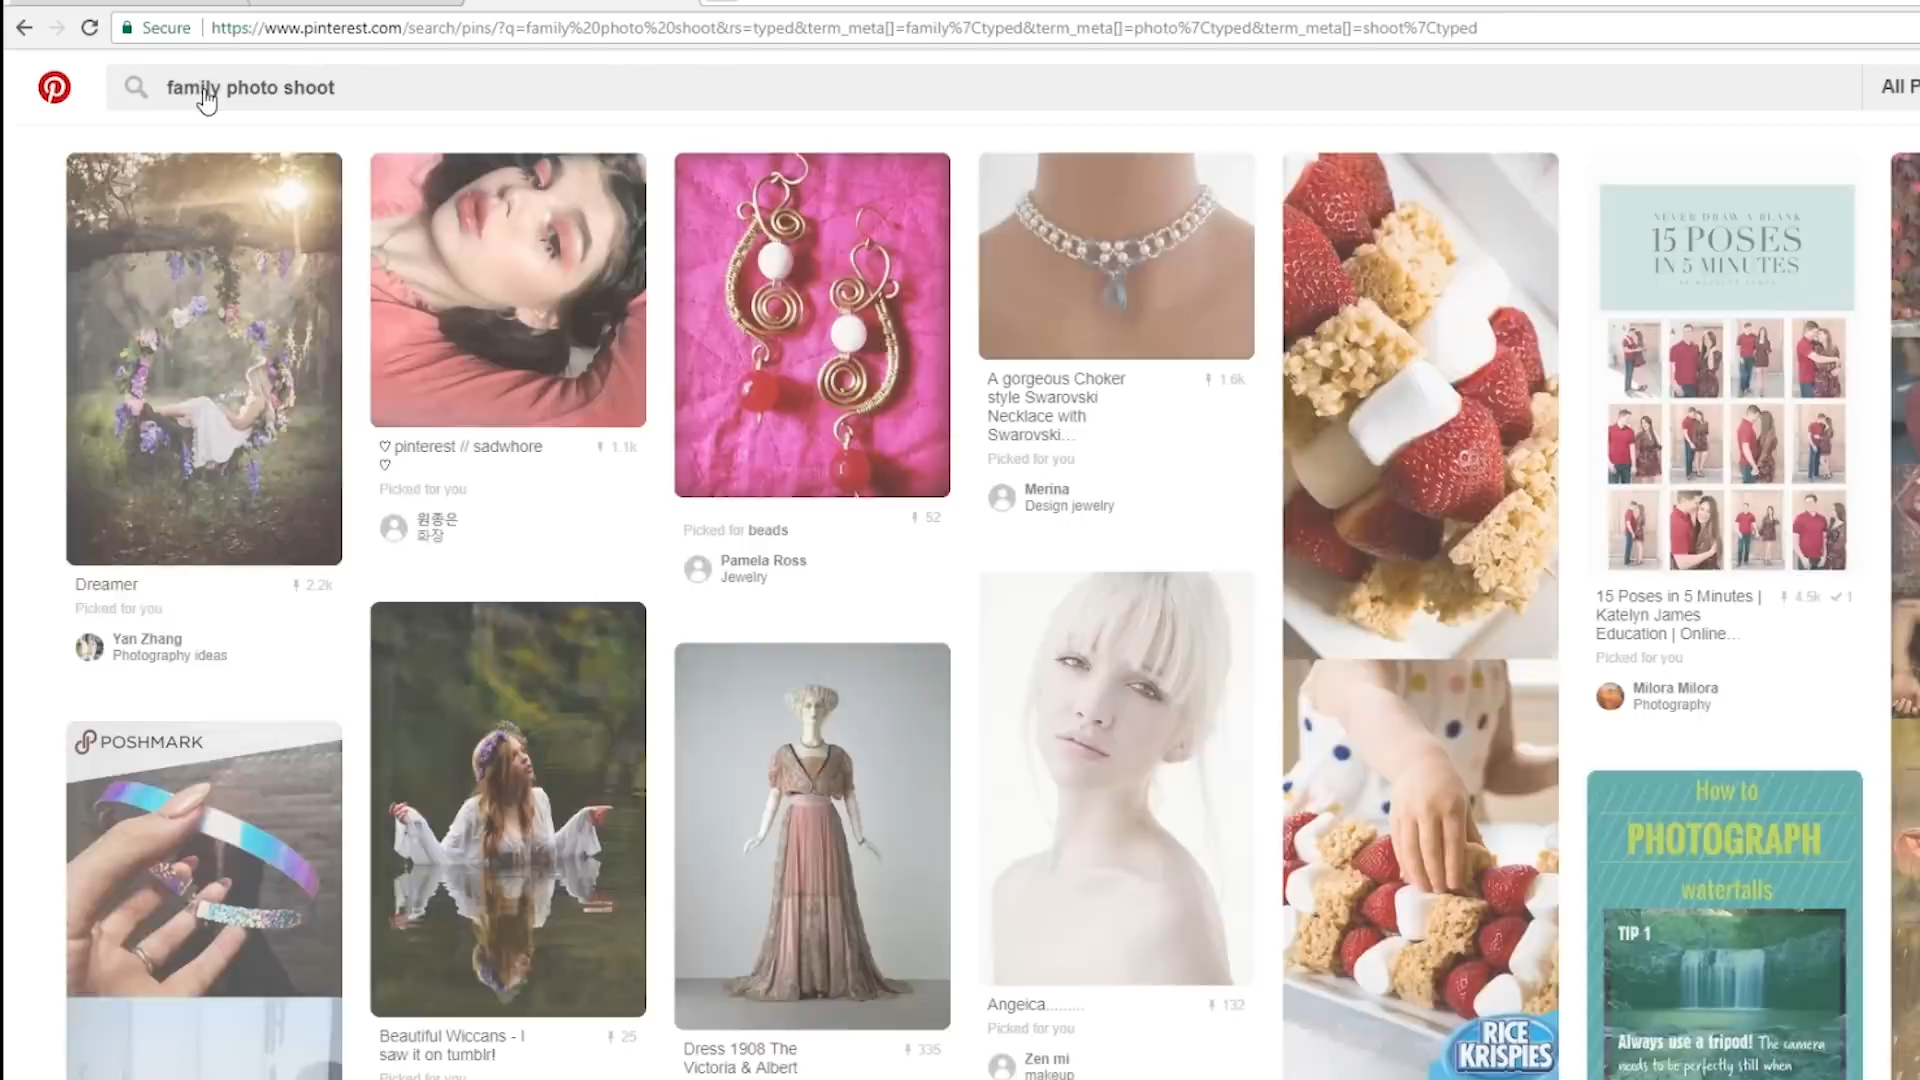 Secure
https://www.pinterest.com/search/pins/?q=family%20photo%20shoot&rs=typed&term_meta[]=family%7Ctyped&term_meta[]=photo%7Ctyped&term_meta[]=shoot%7Ctyped
family photo shoot
All P
Dreamer
2.2k
Picked for you
Yan Zhang
Photography ideas
POSHMARK
♡ pinterest // sadwhore
♡
1.1k
Picked for you
원종은
화장
Beautiful Wiccans - I
saw it on tumblr!
25
Picked for you
52
Picked for beads
Pamela Ross
Jewelry
Dress 1908 The
Victoria & Albert
335
A gorgeous Choker
style Swarovski
Necklace with
Swarovski...
1.6k
Picked for you
Merina
Design jewelry
Angeica.........
132
Picked for you
Zen mi
makeup
RICE
KRISPIES
NEVER DRAW A BLANK
15 POSES
IN 5 MINUTES
15 Poses in 5 Minutes |
Katelyn James
Education | Online...
4.5k
1
Picked for you
Milora Milora
Photography
How to
PHOTOGRAPH
waterfalls
TIP 1
Always use a tripod! The camera
needs to be perfectly still when